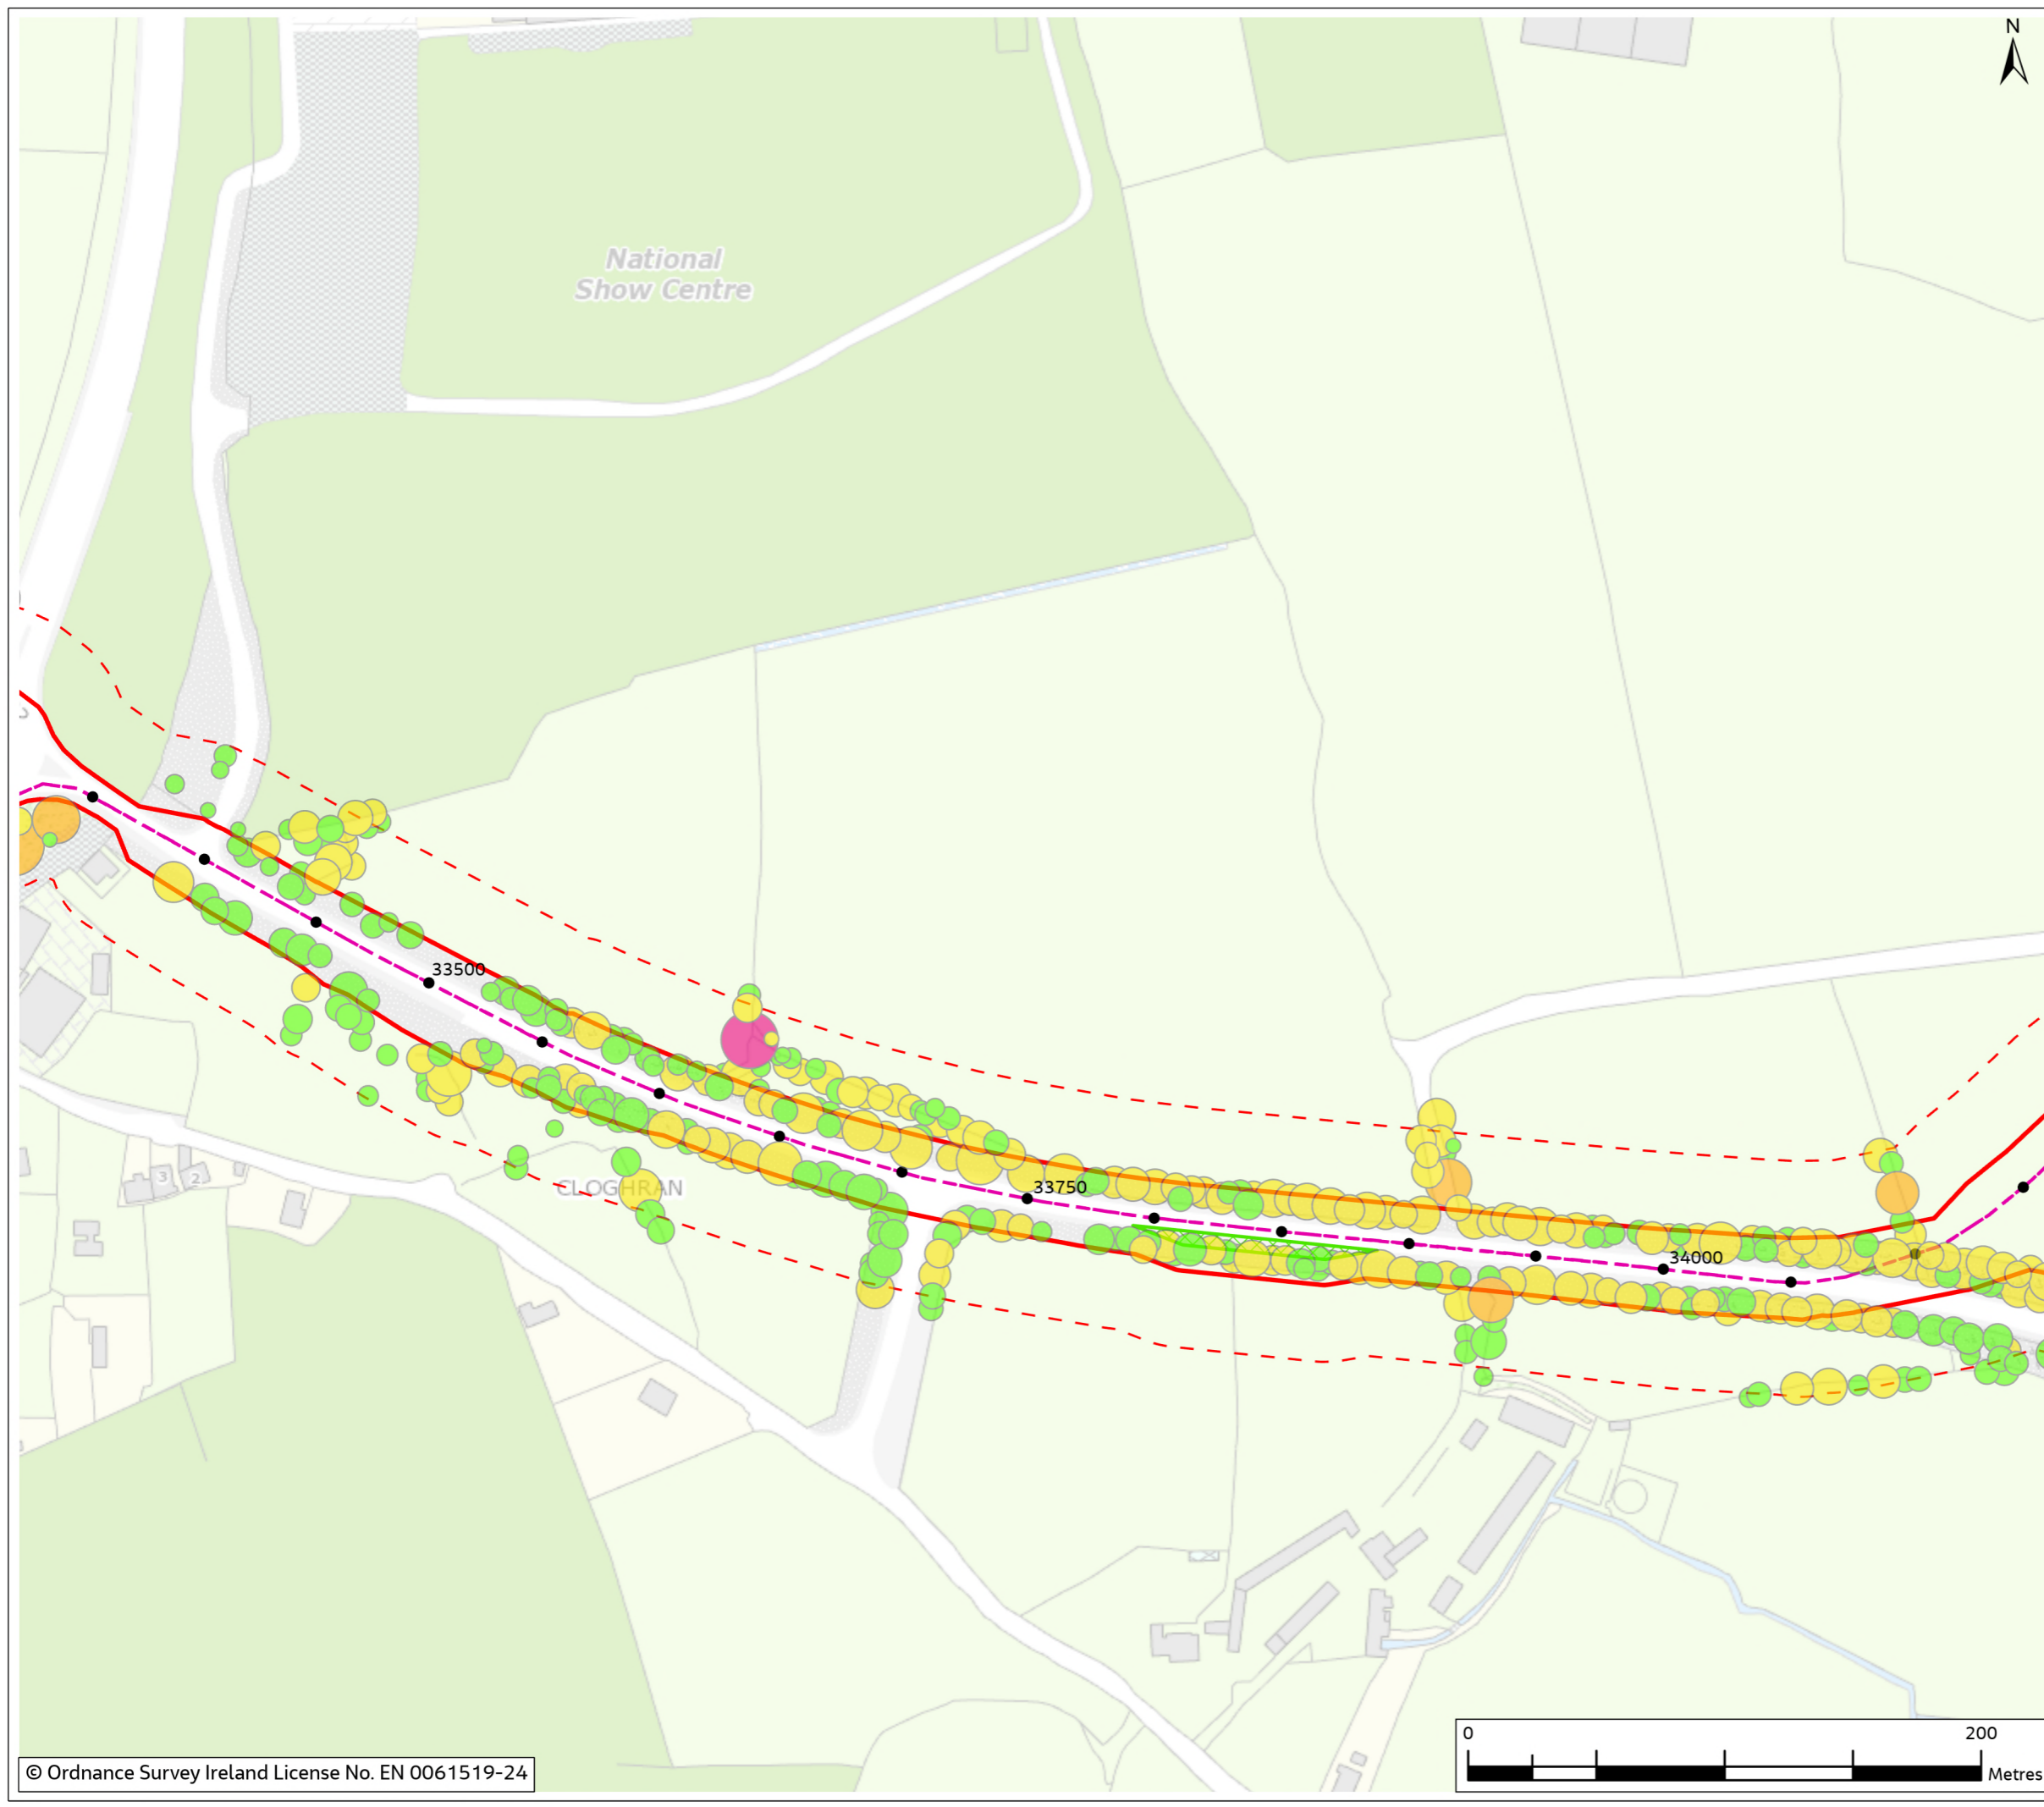 N
National
Show Centre
33500
33750
CLOGHRAN
3
2
34000
0 200
Metres
© Ordnance Survey Ireland License No. EN 0061519-24